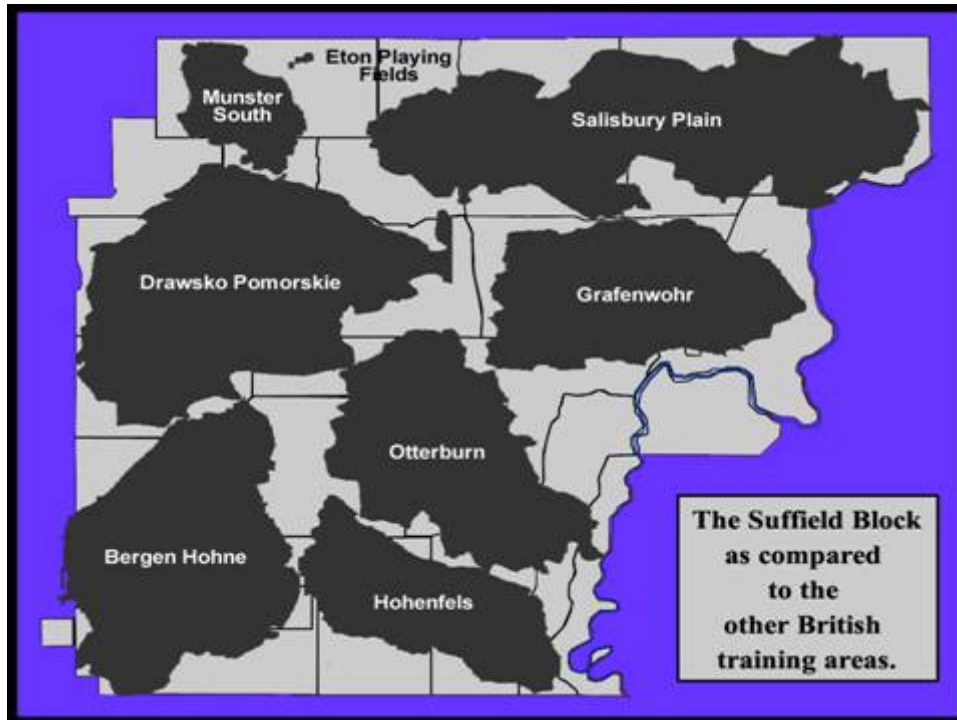 Eton Playing
Fields
Munster
South
Salisbury Plain
Drawsko Pomorskie
Grafenwohr
Otterburn
Bergen Hohne
Hohenfels
The Suffield Block
as compared
to the
other British
training areas.